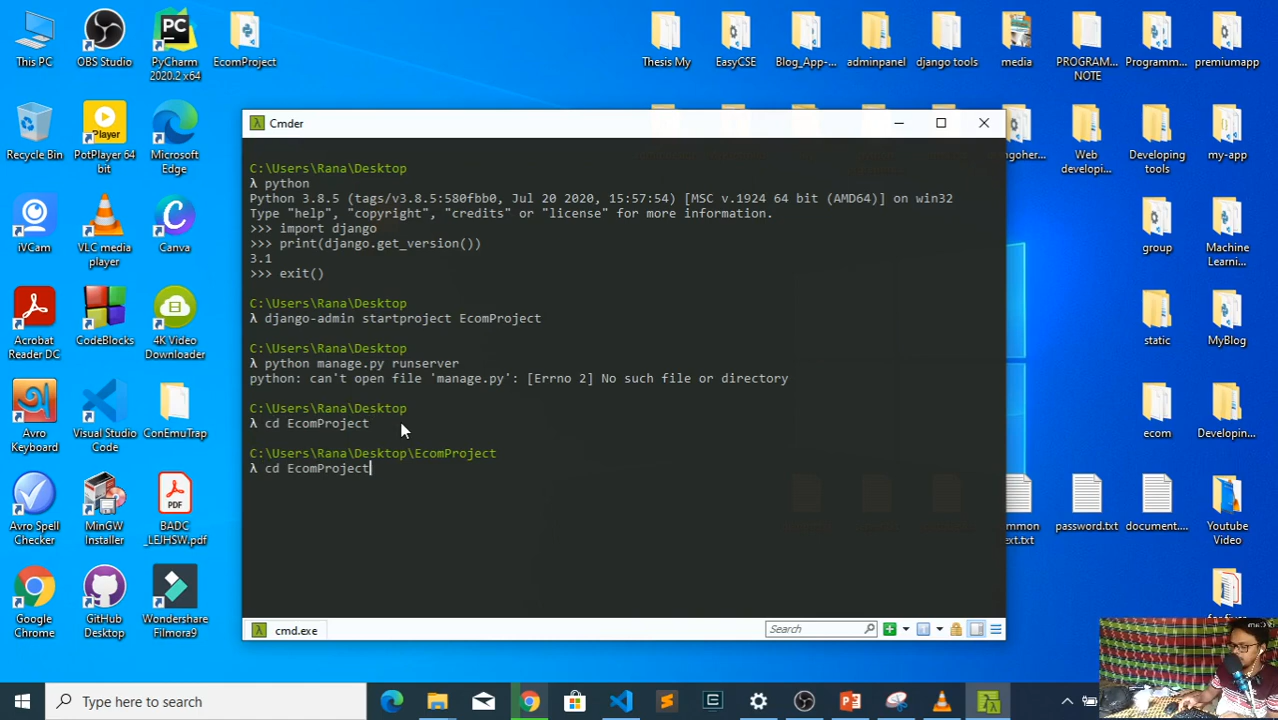 This PC
OBS Studio
PyCharm
2020.2 x64
EcomProject
Thesis My
EasyCSE
Blog_App-...
adminpanel
django tools
media
PROGRAM...
NOTE
Programm...
premiumapp
Recycle Bin
PotPlayer 64
bit
Microsoft
Edge
Web
developi...
Developing
tools
my-app
iVCam
VLC media
player
Canva
group
Machine
Learni...
Acrobat
Reader DC
CodeBlocks
4K Video
Downloader
static
MyBlog
Avro
Keyboard
Visual Studio
Code
ConEmuTrap
ecom
Developin...
Avro Spell
Checker
MinGW
Installer
BADC
_LEJHSW.pdf
password.txt
document....
Youtube
Video
Google
Chrome
GitHub
Desktop
Wondershare
Filmora9
Cmder
C:\Users\Rana\Desktop
λ python
Python 3.8.5 (tags/v3.8.5:580fbb0, Jul 20 2020, 15:57:54) [MSC v.1924 64 bit (AMD64)] on win32
Type "help", "copyright", "credits" or "license" for more information.
>>> import django
>>> print(django.get_version())
3.1
>>> exit()
C:\Users\Rana\Desktop
λ django-admin startproject EcomProject
C:\Users\Rana\Desktop
λ python manage.py runserver
python: can't open file 'manage.py': [Errno 2] No such file or directory
C:\Users\Rana\Desktop
λ cd EcomProject
C:\Users\Rana\Desktop\EcomProject
λ cd EcomProject
cmd.exe
Search
Type here to search